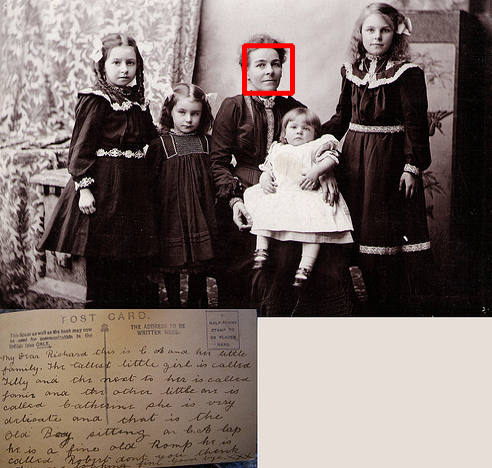 POST CARD.
This Space as well as the Back may now
be used for communication in the
British Isles ONLY.
THE ADDRESS TO BE
WRITTEN HERE.
A
HALF-PENNY
STAMP TO
BE PLACED
HERE.
My Dear Richard this is C and her little
family. The tallest little girl is called
Tilly and the next to her is called
and the other little one is
called Catherine she is very
delicate and that is the
Old Boy sitting on lap
he is a fine old Romp he is
called Robert dont you think